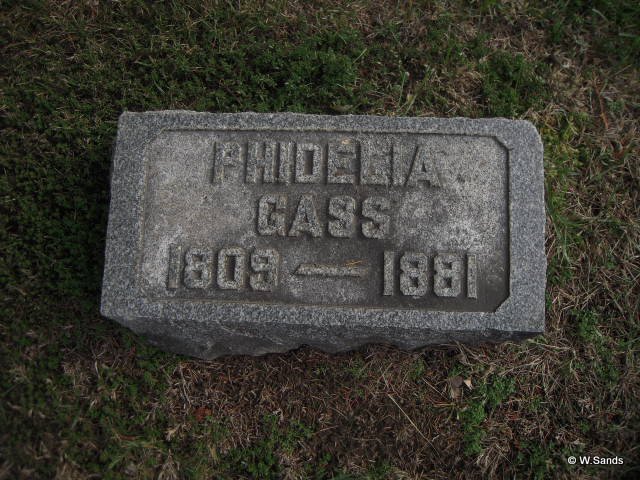 PHIDELIA
GASS
1809 — 1881
© W.Sands